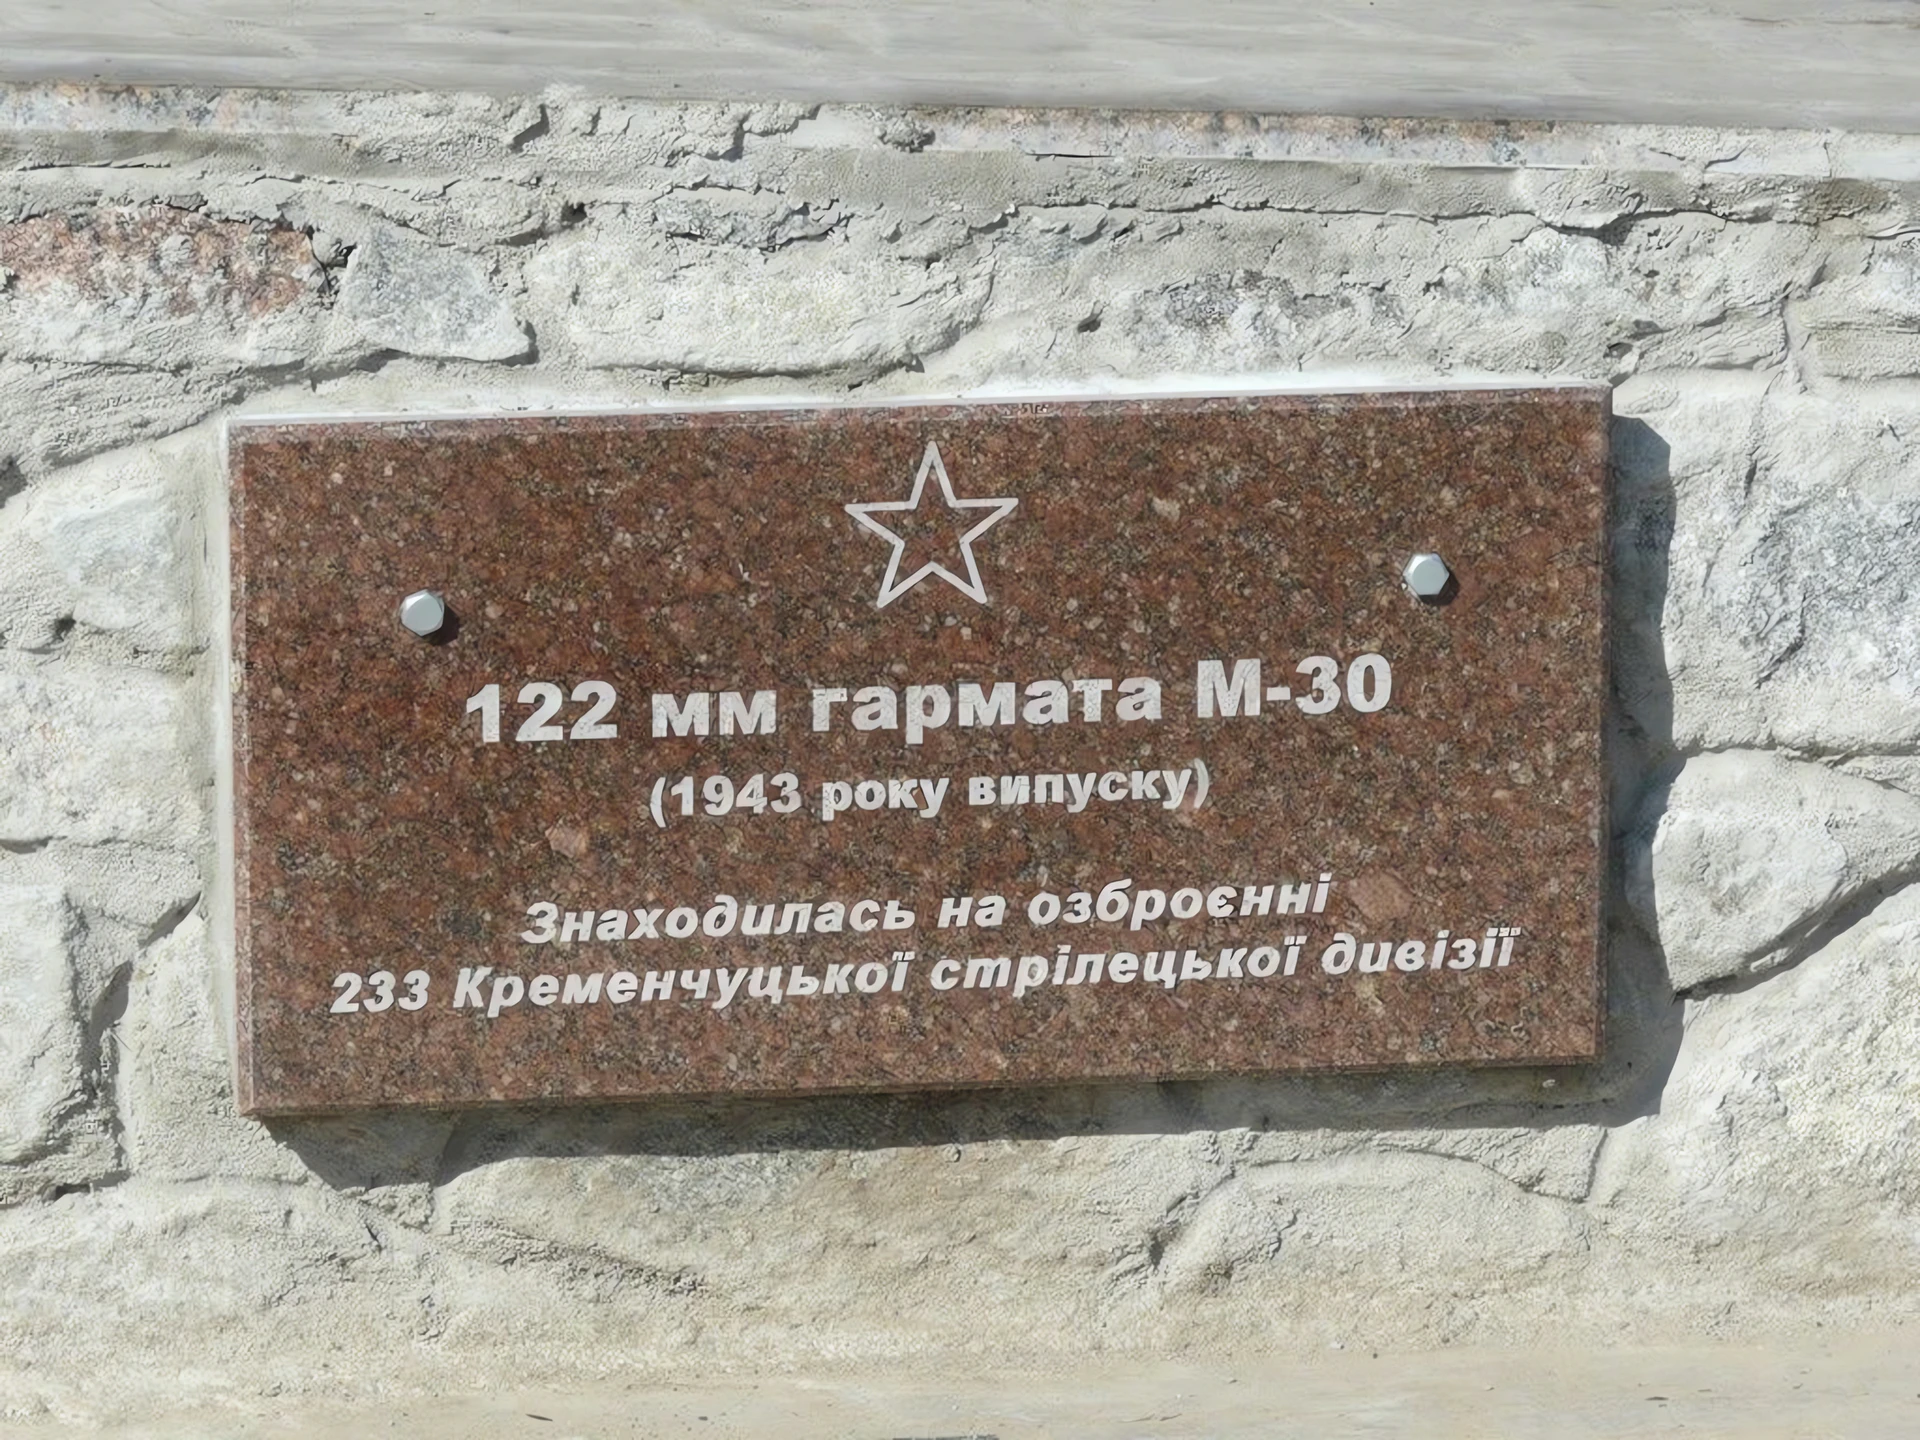 122 мм гармата М-30
(1943 року випуску)
Знаходилась на озброєнні
233 Кременчуцької стрілецької дивізії